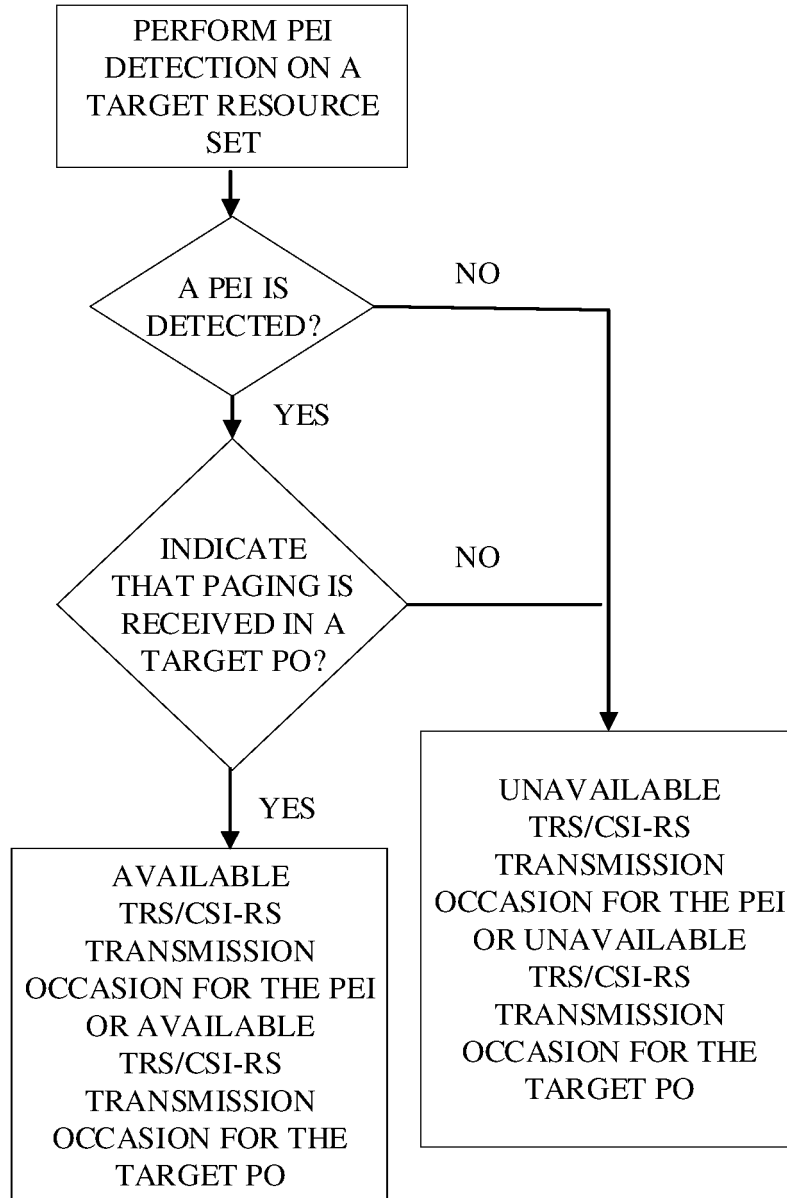 PERFORM PEI
DETECTION ON A
TARGET RESOURCE
SET
A PEI IS
DETECTED?
NO
YES
INDICATE
THAT PAGING IS
RECEIVED IN A
TARGET PO?
NO
YES
AVAILABLE
TRS/CSI-RS
TRANSMISSION
OCCASION FOR THE PEI
OR AVAILABLE
TRS/CSI-RS
TRANSMISSION
OCCASION FOR THE
TARGET PO
UNAVAILABLE
TRS/CSI-RS
TRANSMISSION
OCCASION FOR THE PEI
OR UNAVAILABLE
TRS/CSI-RS
TRANSMISSION
OCCASION FOR THE
TARGET PO